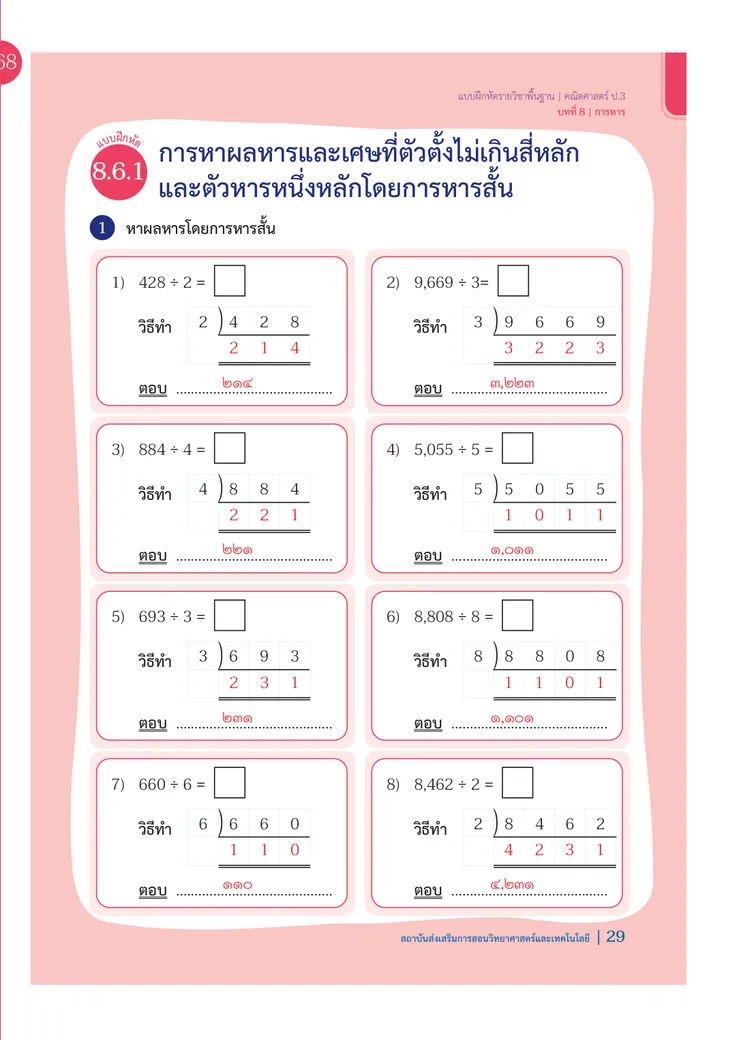 68
แบบฝึกหัดรายวิชาพื้นฐาน | คณิตศาสตร์ ป.3
บทที่ 8 | การหาร
แบบฝึกหัด
8.6.1
การหาผลหารและเศษที่ตัวตั้งไม่เกินสี่หลัก
และตัวหารหนึ่งหลักโดยการหารสั้น
1 หาผลหารโดยการหารสั้น
1) 428 ÷ 2 =
วิธีทำ 2 ) 4 2 8
2 1 4
ตอบ ๒๑๔
2) 9,669 ÷ 3=
วิธีทำ 3 ) 9 6 6 9
3 2 2 3
ตอบ ๓,๒๒๓
3) 884 ÷ 4 =
วิธีทำ 4 ) 8 8 4
2 2 1
ตอบ ๒๒๑
4) 5,055 ÷ 5 =
วิธีทำ 5 ) 5 0 5 5
1 0 1 1
ตอบ ๑,๐๑๑
5) 693 ÷ 3 =
วิธีทำ 3 ) 6 9 3
2 3 1
ตอบ ๒๓๑
6) 8,808 ÷ 8 =
วิธีทำ 8 ) 8 8 0 8
1 1 0 1
ตอบ ๑,๑๐๑
7) 660 ÷ 6 =
วิธีทำ 6 ) 6 6 0
1 1 0
ตอบ ๑๑๐
8) 8,462 ÷ 2 =
วิธีทำ 2 ) 8 4 6 2
4 2 3 1
ตอบ ๔,๒๓๑
สถาบันส่งเสริมการสอนวิทยาศาสตร์และเทคโนโลยี | 29